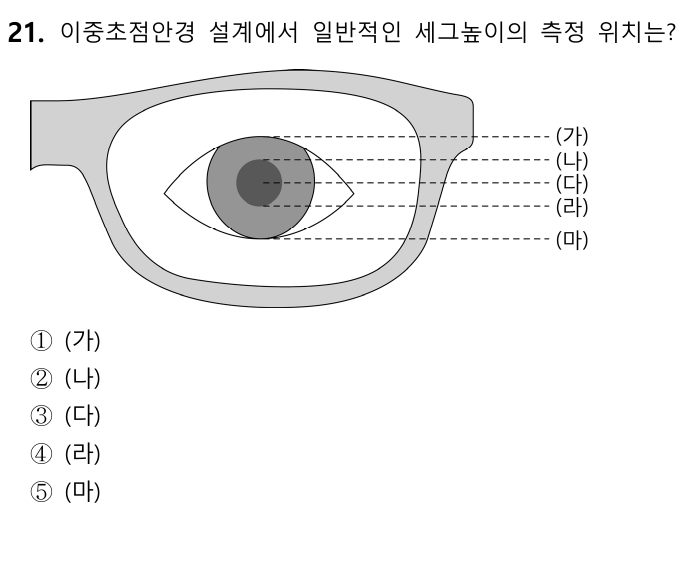 21. 이중초점안경 설계에서 일반적인 세그높이의 측정 위치는?
(가)
(나)
(다)
(라)
(마)
① (가)
② (나)
③ (다)
④ (라)
⑤ (마)